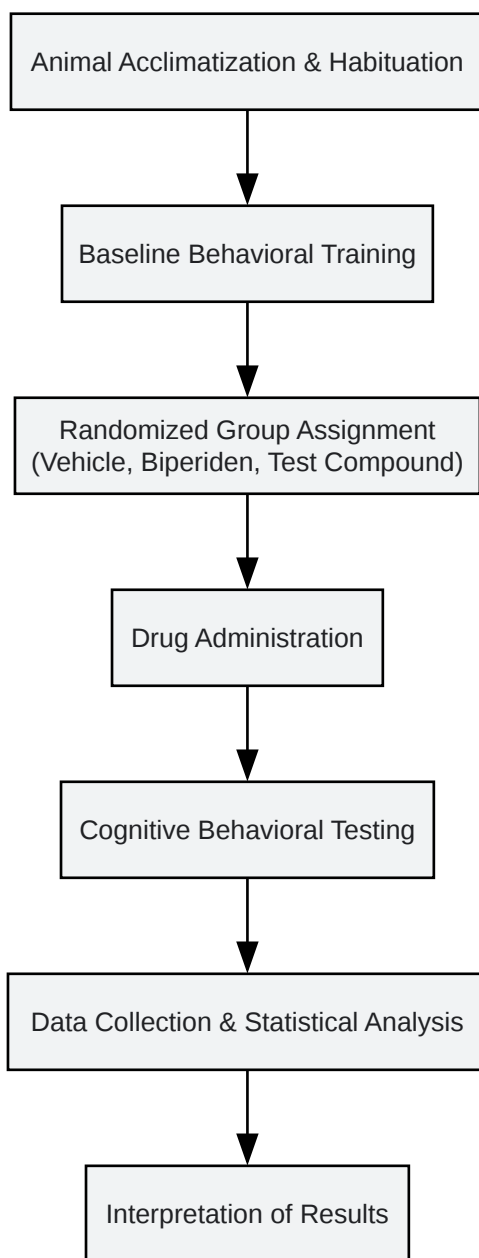 Animal Acclimatization & Habituation
Baseline Behavioral Training
Randomized Group Assignment
(Vehicle, Biperiden, Test Compound)
Drug Administration
Cognitive Behavioral Testing
Data Collection & Statistical Analysis
Interpretation of Results